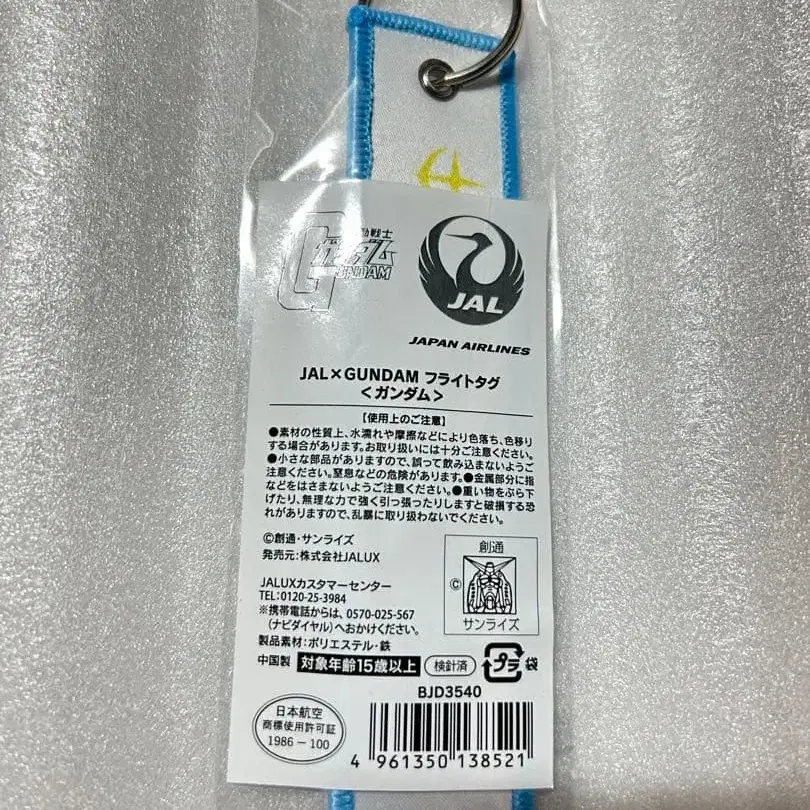 機動戦士
ガンダム
GUNDAM
JAL
JAPAN AIRLINES
JAL×GUNDAM フライトタグ
<ガンダム>
【使用上のご注意】
●素材の性質上、水濡れや摩擦などにより色落ち、色移り
する場合があります。お取り扱いには十分ご注意ください。
●小さな部品がありますので、誤って飲み込まないようご
注意ください。窒息などの危険があります。●金属部分に指
などをはさまないようご注意ください。●重い物をぶら下
げたり、無理な力で強く引っ張ったりしますと破損する恐
れがありますので、乱暴に取り扱わないでください。
©創通・サンライズ
発売元:株式会社JALUX
創通
©
サンライズ
JALUXカスタマーセンター
TEL:0120-25-3984
※携帯電話からは、0570-025-567
(ナビダイヤル)へおかけください。
製品素材:ポリエステル・鉄
中国製 対象年齢15歳以上 検針済 プラ 袋
BJD3540
日本航空
商標使用許可証
1986-100
4 961350 138521